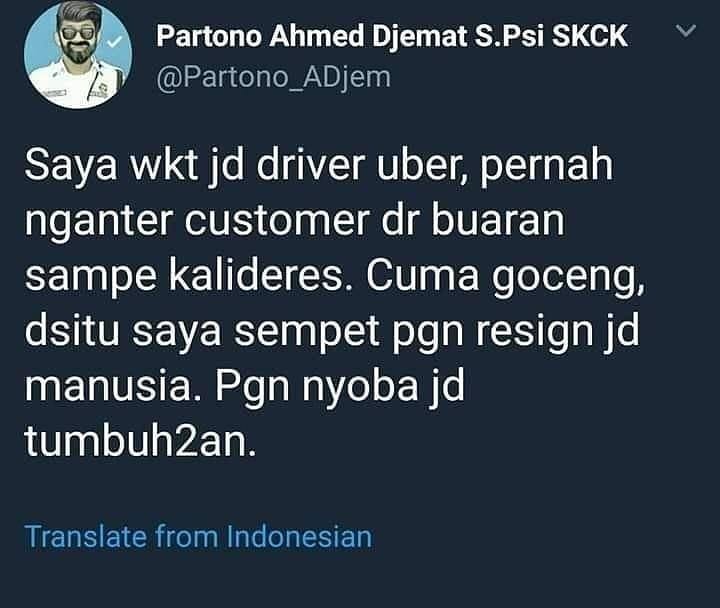 Partono Ahmed Djemat S.Psi SKCK
@Partono_ADjem
Saya wkt jd driver uber, pernah
nganter customer dr buaran
sampe kalideres. Cuma goceng,
dsitu saya sempet pgn resign jd
manusia. Pgn nyoba jd
tumbuh2an.
Translate from Indonesian